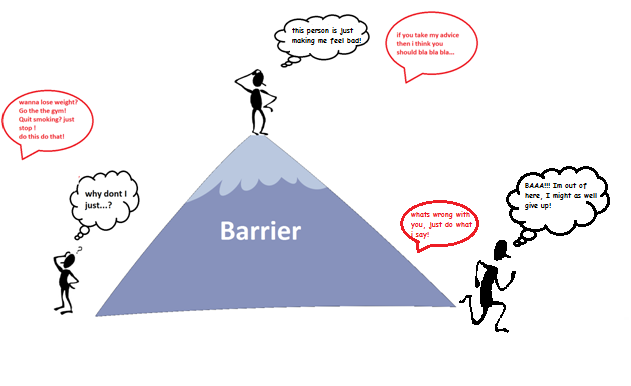 this person is just
making me feel bad!
if you take my advice
then i think you
should bla bla bla...
wanna lose weight?
Go the the gym!
Quit smoking? just
stop !
do this do that!
why dont I
just...?
?
Barrier
whats wrong with
you, just do what
i say!
BAAA!!! Im out of
here, I might as well
give up!